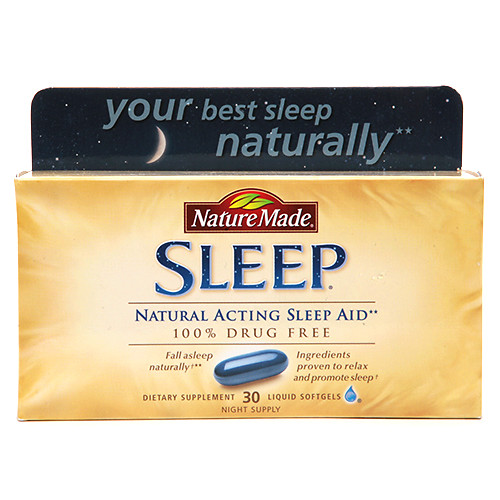 your best sleep
naturally**
Nature Made®
SLEEP®
NATURAL ACTING SLEEP AID**
100% DRUG FREE
Fall asleep
naturally†**
Ingredients
proven to relax
and promote sleep†
DIETARY SUPPLEMENT 30 LIQUID SOFTGELS
NIGHT SUPPLY